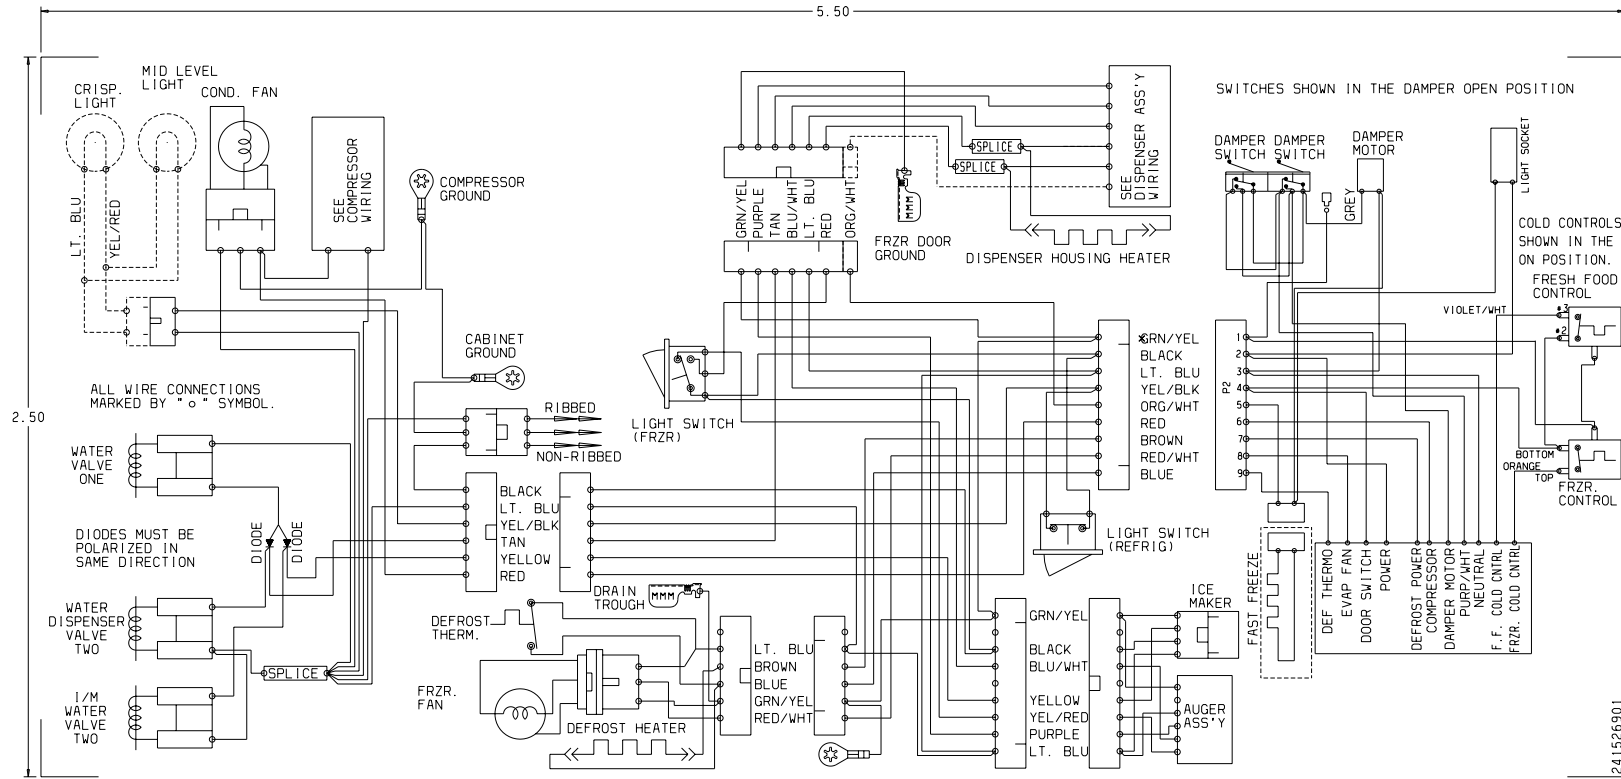 5.50
2.50
CRISP.
LIGHT
MID LEVEL
LIGHT
COND. FAN
LT. BLU
YEL/RED
SEE
COMPRESSOR
WIRING
COMPRESSOR
GROUND
CABINET
GROUND
ALL WIRE CONNECTIONS
MARKED BY " o " SYMBOL.
RIBBED
NON-RIBBED
WATER
VALVE
ONE
DIODES MUST BE
POLARIZED IN
SAME DIRECTION
DIODE
DIODE
WATER
DISPENSER
VALVE
TWO
SPLICE
I/M
WATER
VALVE
TWO
BLACK
LT. BLU
YEL/BLK
TAN
YELLOW
RED
DEFROST
THERM.
DRAIN
TROUGH
FRZR.
FAN
DEFROST HEATER
LT. BLU
BROWN
BLUE
GRN/YEL
RED/WHT
GRN/YEL
PURPLE
TAN
BLU/WHT
LT. BLU
RED
ORG/WHT
SPLICE
SPLICE
SEE
DISPENSER ASS'Y
WIRING
FRZR DOOR
GROUND
DISPENSER HOUSING HEATER
LIGHT SWITCH
(FRZR)
GRN/YEL
BLACK
LT. BLU
YEL/BLK
ORG/WHT
RED
BROWN
RED/WHT
BLUE
LIGHT SWITCH
(REFRIG)
GRN/YEL
BLACK
BLU/WHT
YELLOW
YEL/RED
PURPLE
LT. BLU
ICE
MAKER
AUGER
ASS'Y
SWITCHES SHOWN IN THE DAMPER OPEN POSITION
DAMPER
SWITCH
DAMPER
SWITCH
DAMPER
MOTOR
GREY
LIGHT SOCKET
COLD CONTROLS
SHOWN IN THE
ON POSITION.
FRESH FOOD
CONTROL
VIOLET/WHT
#3
#2
P2
1
2
3
4
5
6
7
8
9
BOTTOM
ORANGE
TOP
FRZR.
CONTROL
FAST FREEZE
DEF THERMO
EVAP FAN
DOOR SWITCH
POWER
DEFROST POWER
COMPRESSOR
DAMPER MOTOR
PURP/WHT
NEUTRAL
F.F. COLD CNTRL
FRZR. COLD CNTRL
241526901